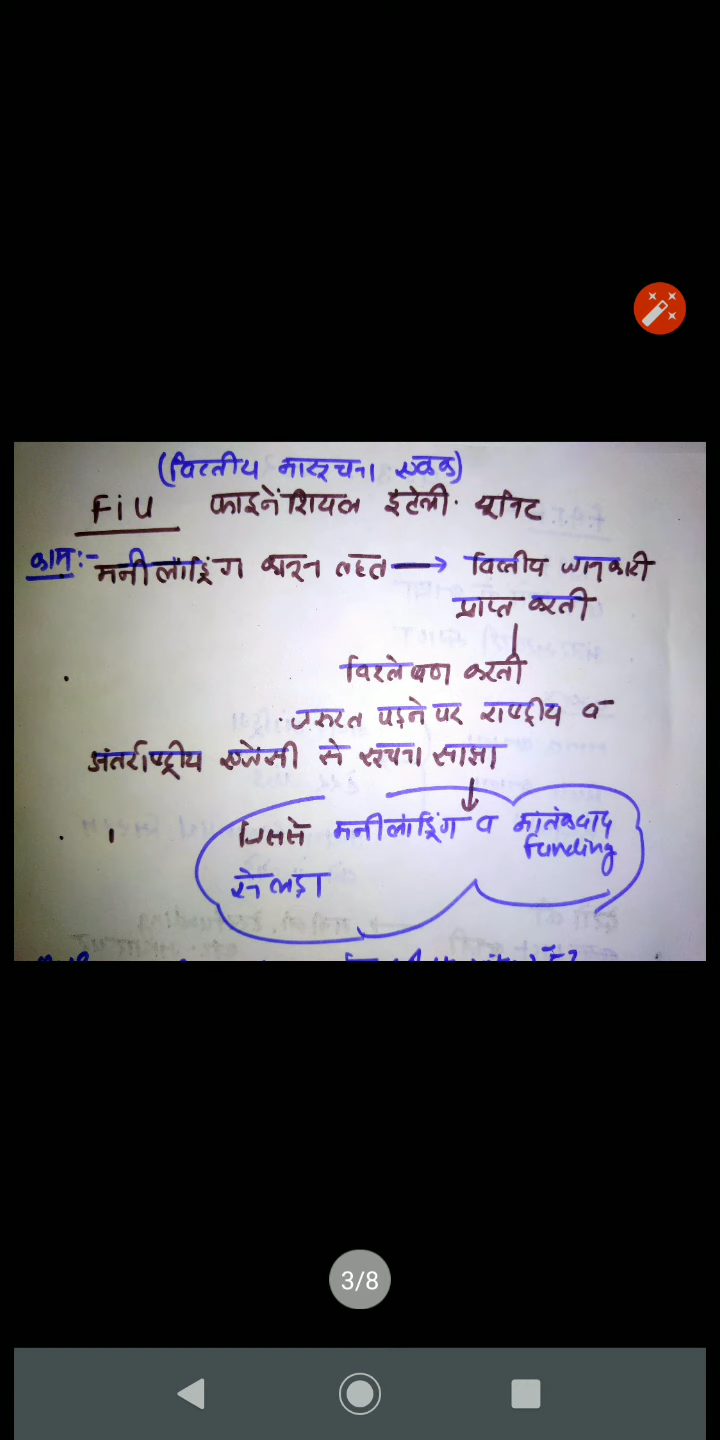 (वित्तीय आसूचना एकक)
FiU फाइनेंशियल इंटेली. यूनिट
काम:- मनीलांड्रिंग कानून तहत → वित्तीय जानकारी
प्राप्त करती
विश्लेषण करती
जरुरत पड़ने पर राष्ट्रीय व
अंतर्राष्ट्रीय एजेंसी से सूचना साझा
जिससे मनीलांड्रिंग व आतंकवाद
funding
से लड़ा
3/8